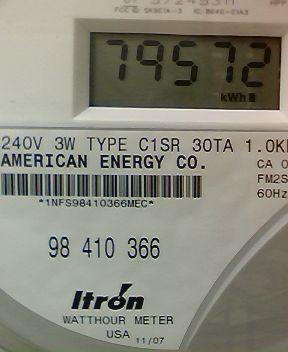 79572
kWh
240V 3W TYPE C1SR 30TA 1.0K
AMERICAN ENERGY CO.
CA
FM2S
60Hz
*1NFS98410366MEC*
98 410 366
Itron
WATTHOUR METER
USA 11/07